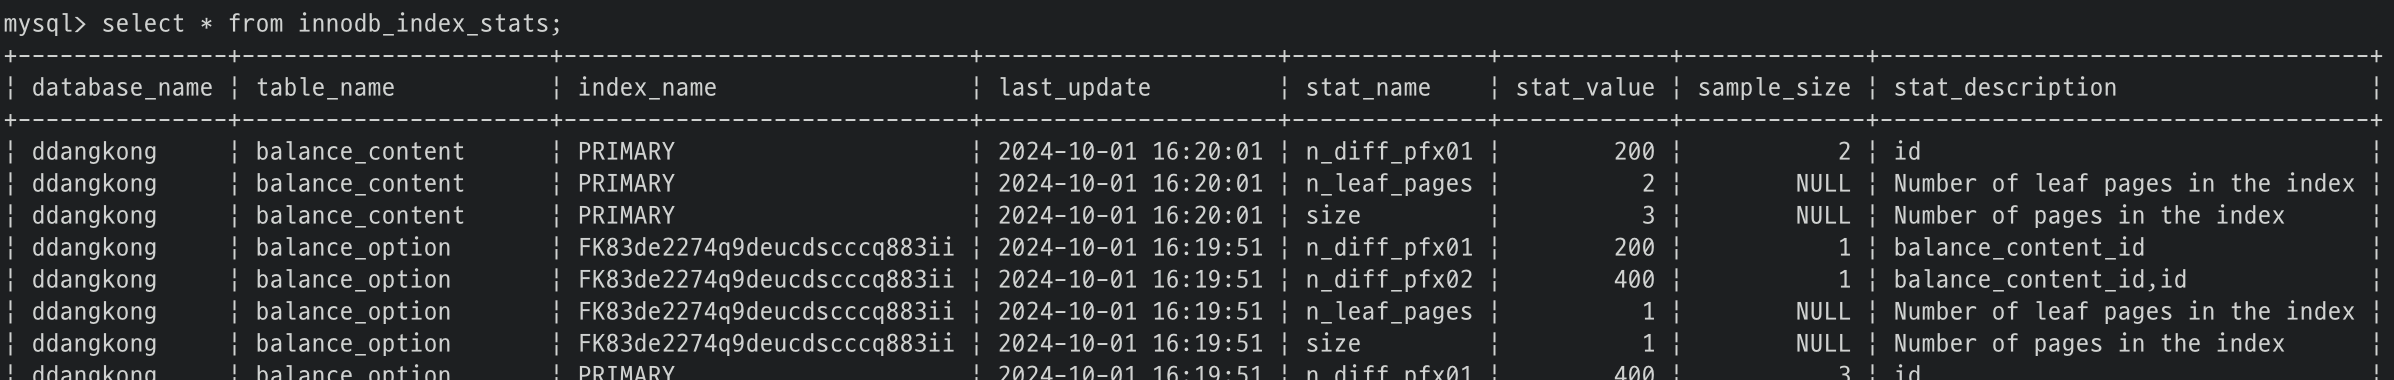 mysql> select * from innodb_index_stats;
+---------------+----------------------+-----------------------------+---------------------+--------------+------------+-------------+-----------------------------------+
¦ database_name ¦ table_name           ¦ index_name                  ¦ last_update         ¦ stat_name    ¦ stat_value ¦ sample_size ¦ stat_description                  ¦
+---------------+----------------------+-----------------------------+---------------------+--------------+------------+-------------+-----------------------------------+
¦ ddangkong     ¦ balance_content      ¦ PRIMARY                     ¦ 2024-10-01 16:20:01 ¦ n_diff_pfx01 ¦        200 ¦           2 ¦ id                                ¦
¦ ddangkong     ¦ balance_content      ¦ PRIMARY                     ¦ 2024-10-01 16:20:01 ¦ n_leaf_pages ¦          2 ¦        NULL ¦ Number of leaf pages in the index ¦
¦ ddangkong     ¦ balance_content      ¦ PRIMARY                     ¦ 2024-10-01 16:20:01 ¦ size         ¦          3 ¦        NULL ¦ Number of pages in the index      ¦
¦ ddangkong     ¦ balance_option       ¦ FK83de2274q9deucdscccq883ii ¦ 2024-10-01 16:19:51 ¦ n_diff_pfx01 ¦        200 ¦           1 ¦ balance_content_id                ¦
¦ ddangkong     ¦ balance_option       ¦ FK83de2274q9deucdscccq883ii ¦ 2024-10-01 16:19:51 ¦ n_diff_pfx02 ¦        400 ¦           1 ¦ balance_content_id,id             ¦
¦ ddangkong     ¦ balance_option       ¦ FK83de2274q9deucdscccq883ii ¦ 2024-10-01 16:19:51 ¦ n_leaf_pages ¦          1 ¦        NULL ¦ Number of leaf pages in the index ¦
¦ ddangkong     ¦ balance_option       ¦ FK83de2274q9deucdscccq883ii ¦ 2024-10-01 16:19:51 ¦ size         ¦          1 ¦        NULL ¦ Number of pages in the index      ¦
¦ ddangkong     ¦ balance_option       ¦ PRIMARY                     ¦ 2024-10-01 16:19:51 ¦ n_diff_pfx01 ¦        400 ¦           3 ¦ id                                ¦